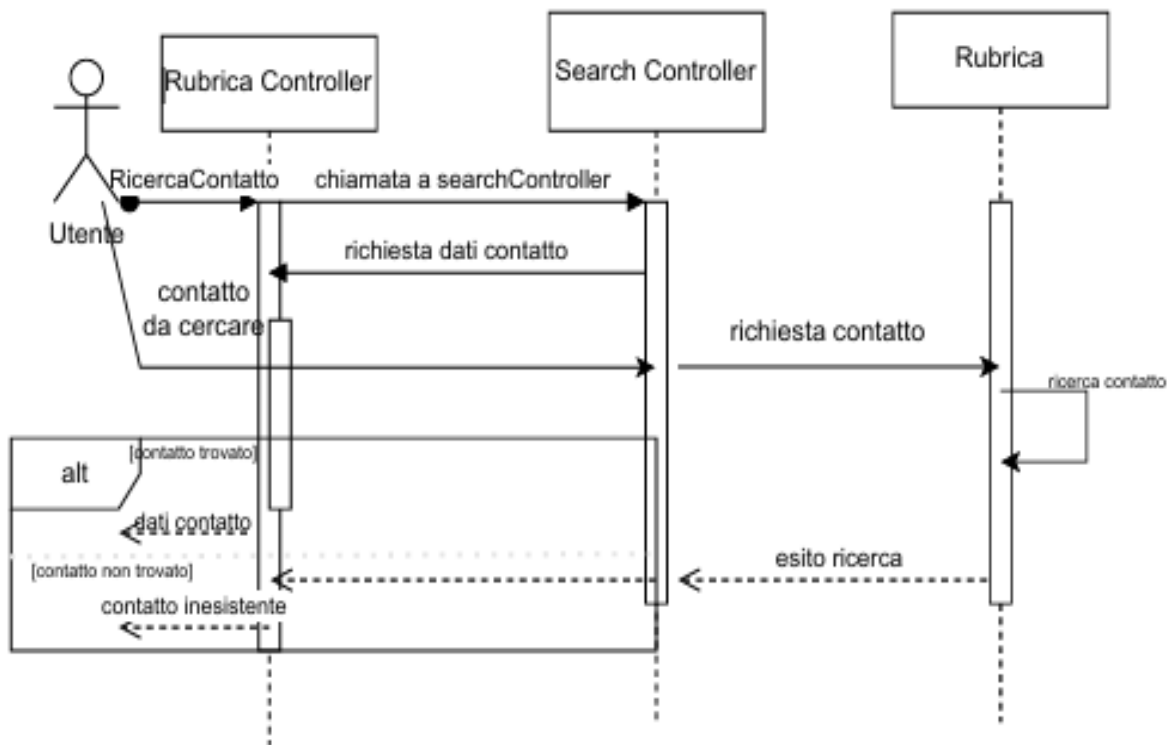 Rubrica Controller
Search Controller
Rubrica
Utente
RicercaContatto
chiamata a searchController
richiesta dati contatto
contatto
da cercare
richiesta contatto
ricerca contatto
alt
[contatto trovato]
dati contatto
esito ricerca
[contatto non trovato]
contatto inesistente